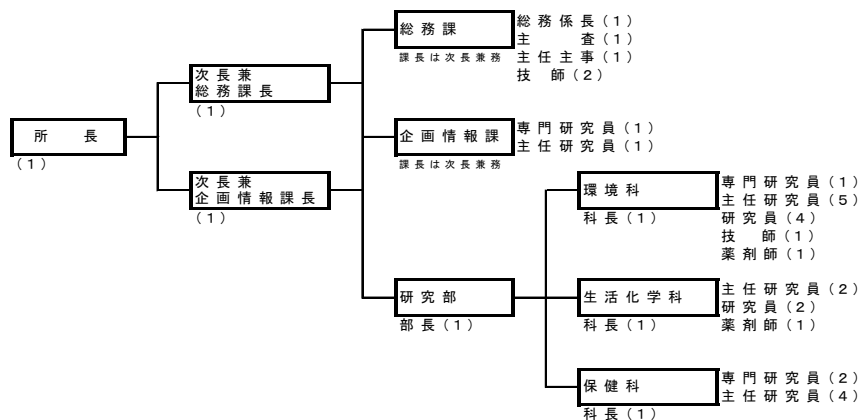 所長
(1)
次長兼
総務課長
(1)
次長兼
企画情報課長
(1)
総務課
課長は次長兼務
総務係長(1)
主査(1)
主任主事(1)
技師(2)
企画情報課
課長は次長兼務
専門研究員(1)
主任研究員(1)
研究部
部長(1)
環境科
科長(1)
専門研究員(1)
主任研究員(5)
研究員(4)
技師(1)
薬剤師(1)
生活化学科
科長(1)
主任研究員(2)
研究員(2)
薬剤師(1)
保健科
科長(1)
専門研究員(2)
主任研究員(4)